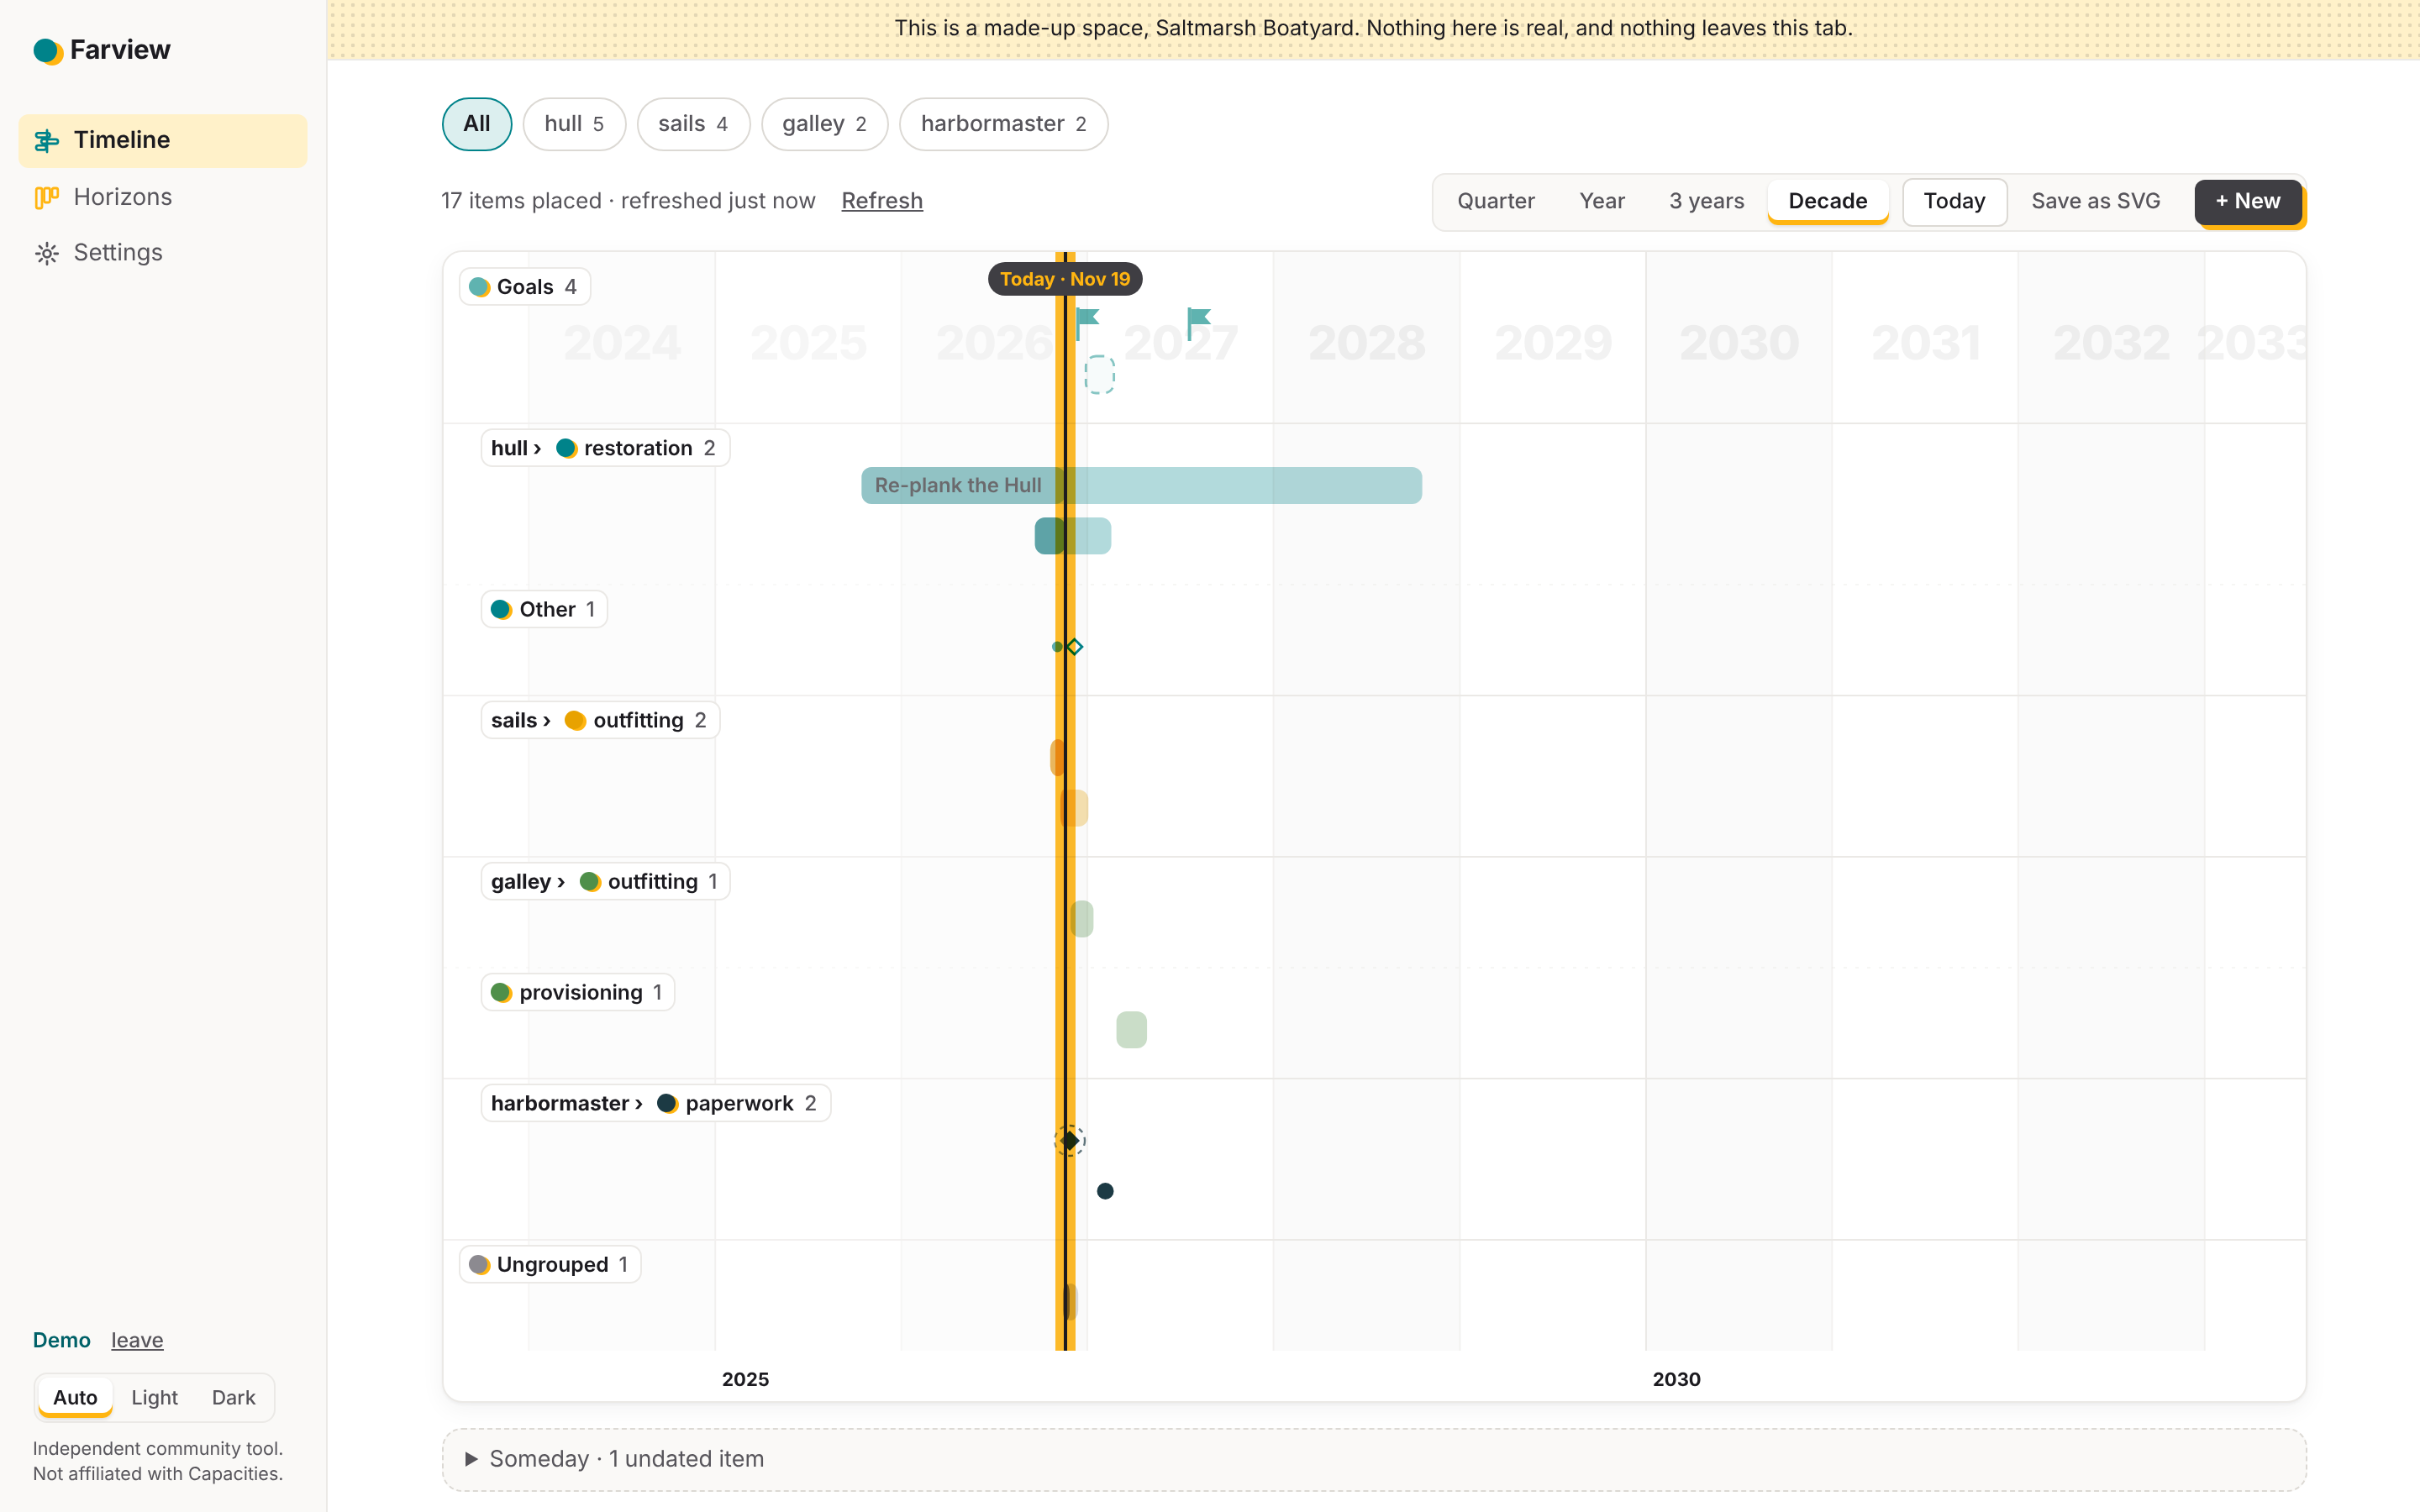 Farview
Timeline
Horizons
Settings
This is a made-up space, Saltmarsh Boatyard. Nothing here is real, and nothing leaves this tab.
All
hull 5
sails 4
galley 2
harbormaster 2
17 items placed · refreshed just now Refresh
Quarter Year 3 years Decade Today Save as SVG + New
Goals 4
Today · Nov 19
2024 2025 2026 2027 2028 2029 2030 2031 2032 2033
hull › restoration 2
Re-plank the Hull
Other 1
sails › outfitting 2
galley › outfitting 1
provisioning 1
harbormaster › paperwork 2
Ungrouped 1
2025 2030
Someday · 1 undated item
Demo leave
Auto Light Dark
Independent community tool.
Not affiliated with Capacities.